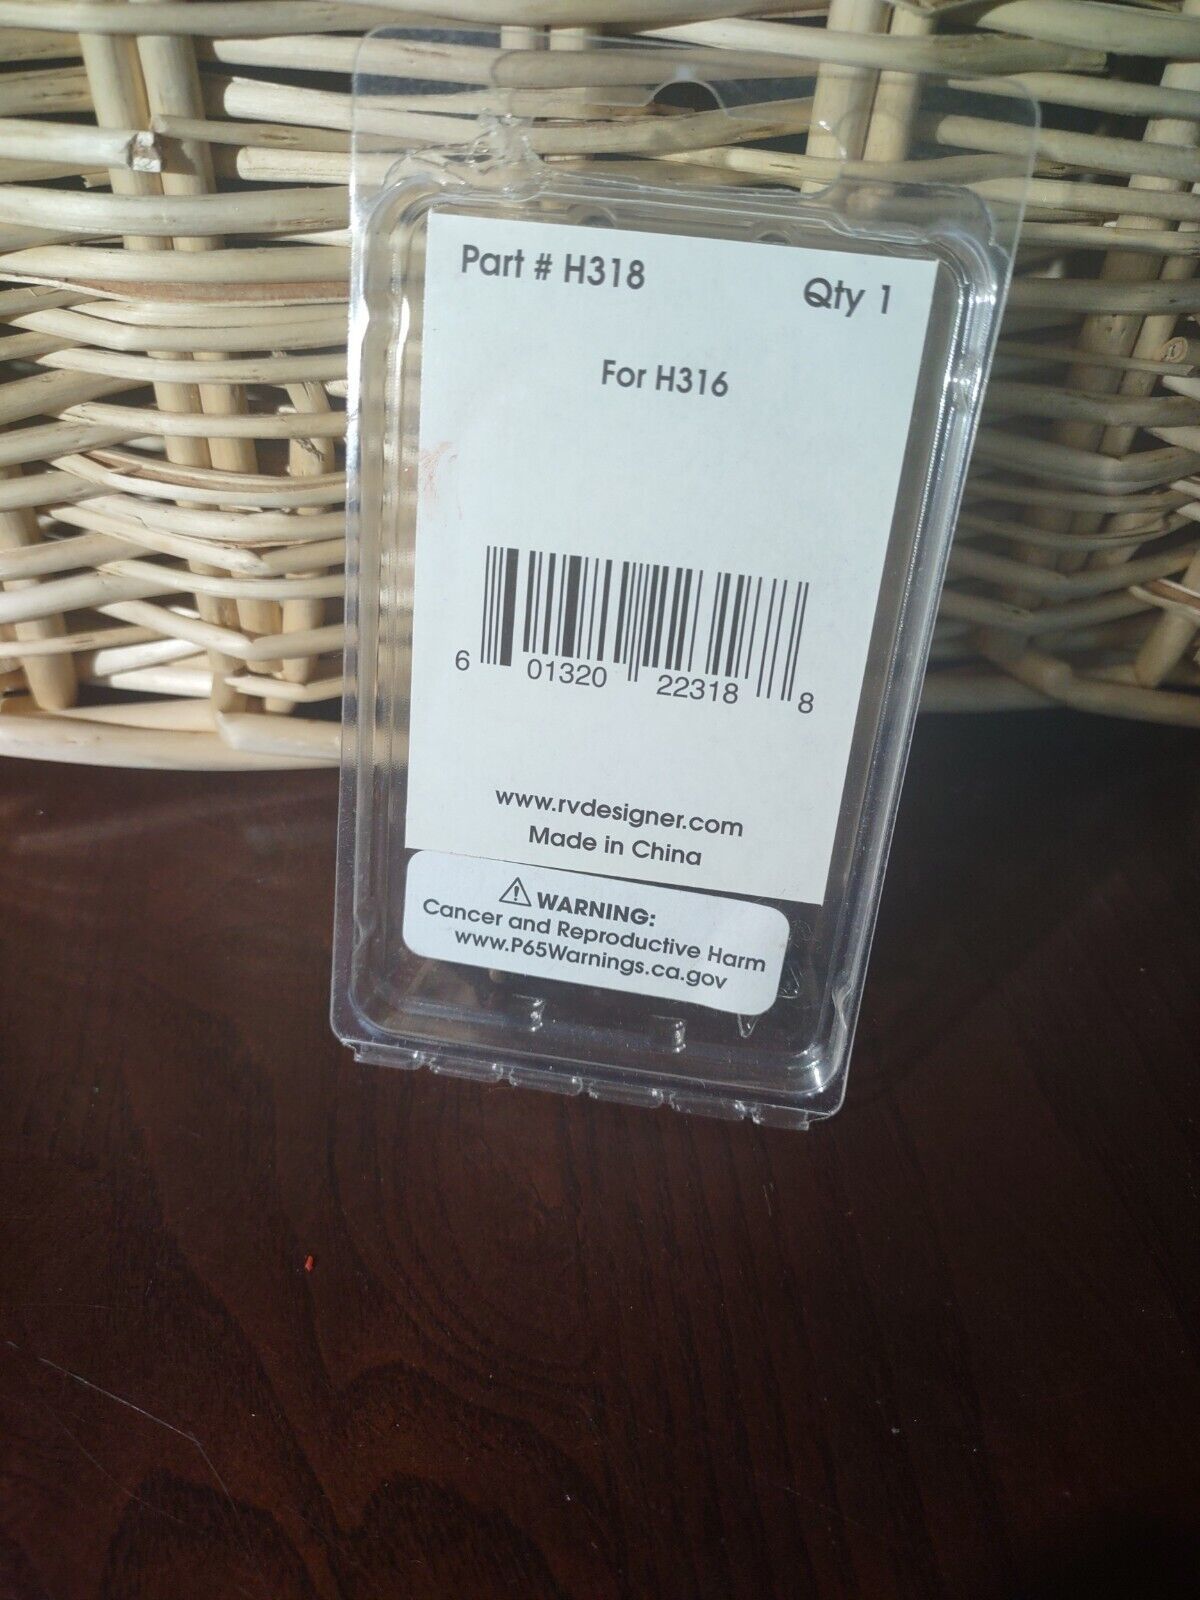 Part # H318
Qty 1
For H316
6 01320 22318 8
www.rvdesigner.com
Made in China
WARNING:
Cancer and Reproductive Harm
www.P65Warnings.ca.gov